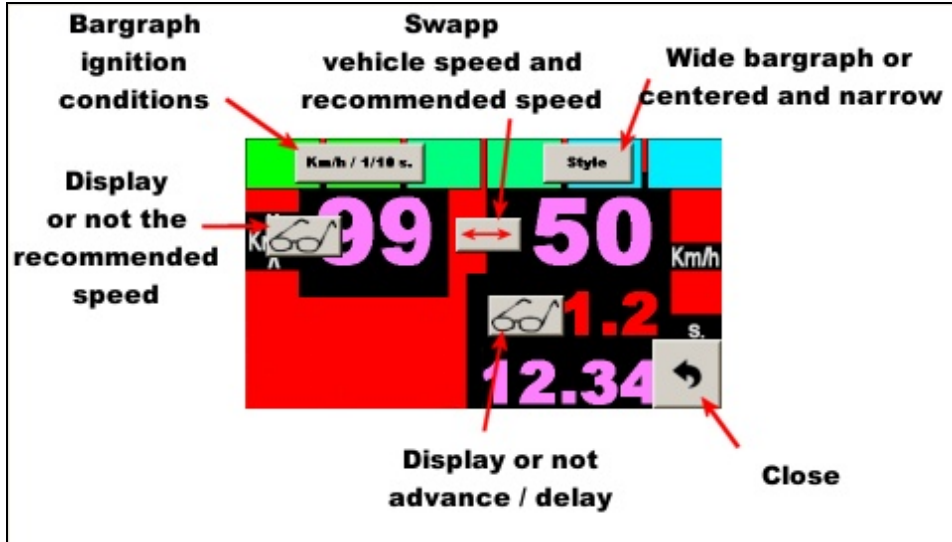 Bargraph
ignition
conditions
Swapp
vehicle speed and
recommended speed
Wide bargraph or
centered and narrow
Display
or not the
recommended
speed
Km/h / 1/10 s.
Style
99
50
Km/h
1.2
s.
12.34
Display or not
advance / delay
Close